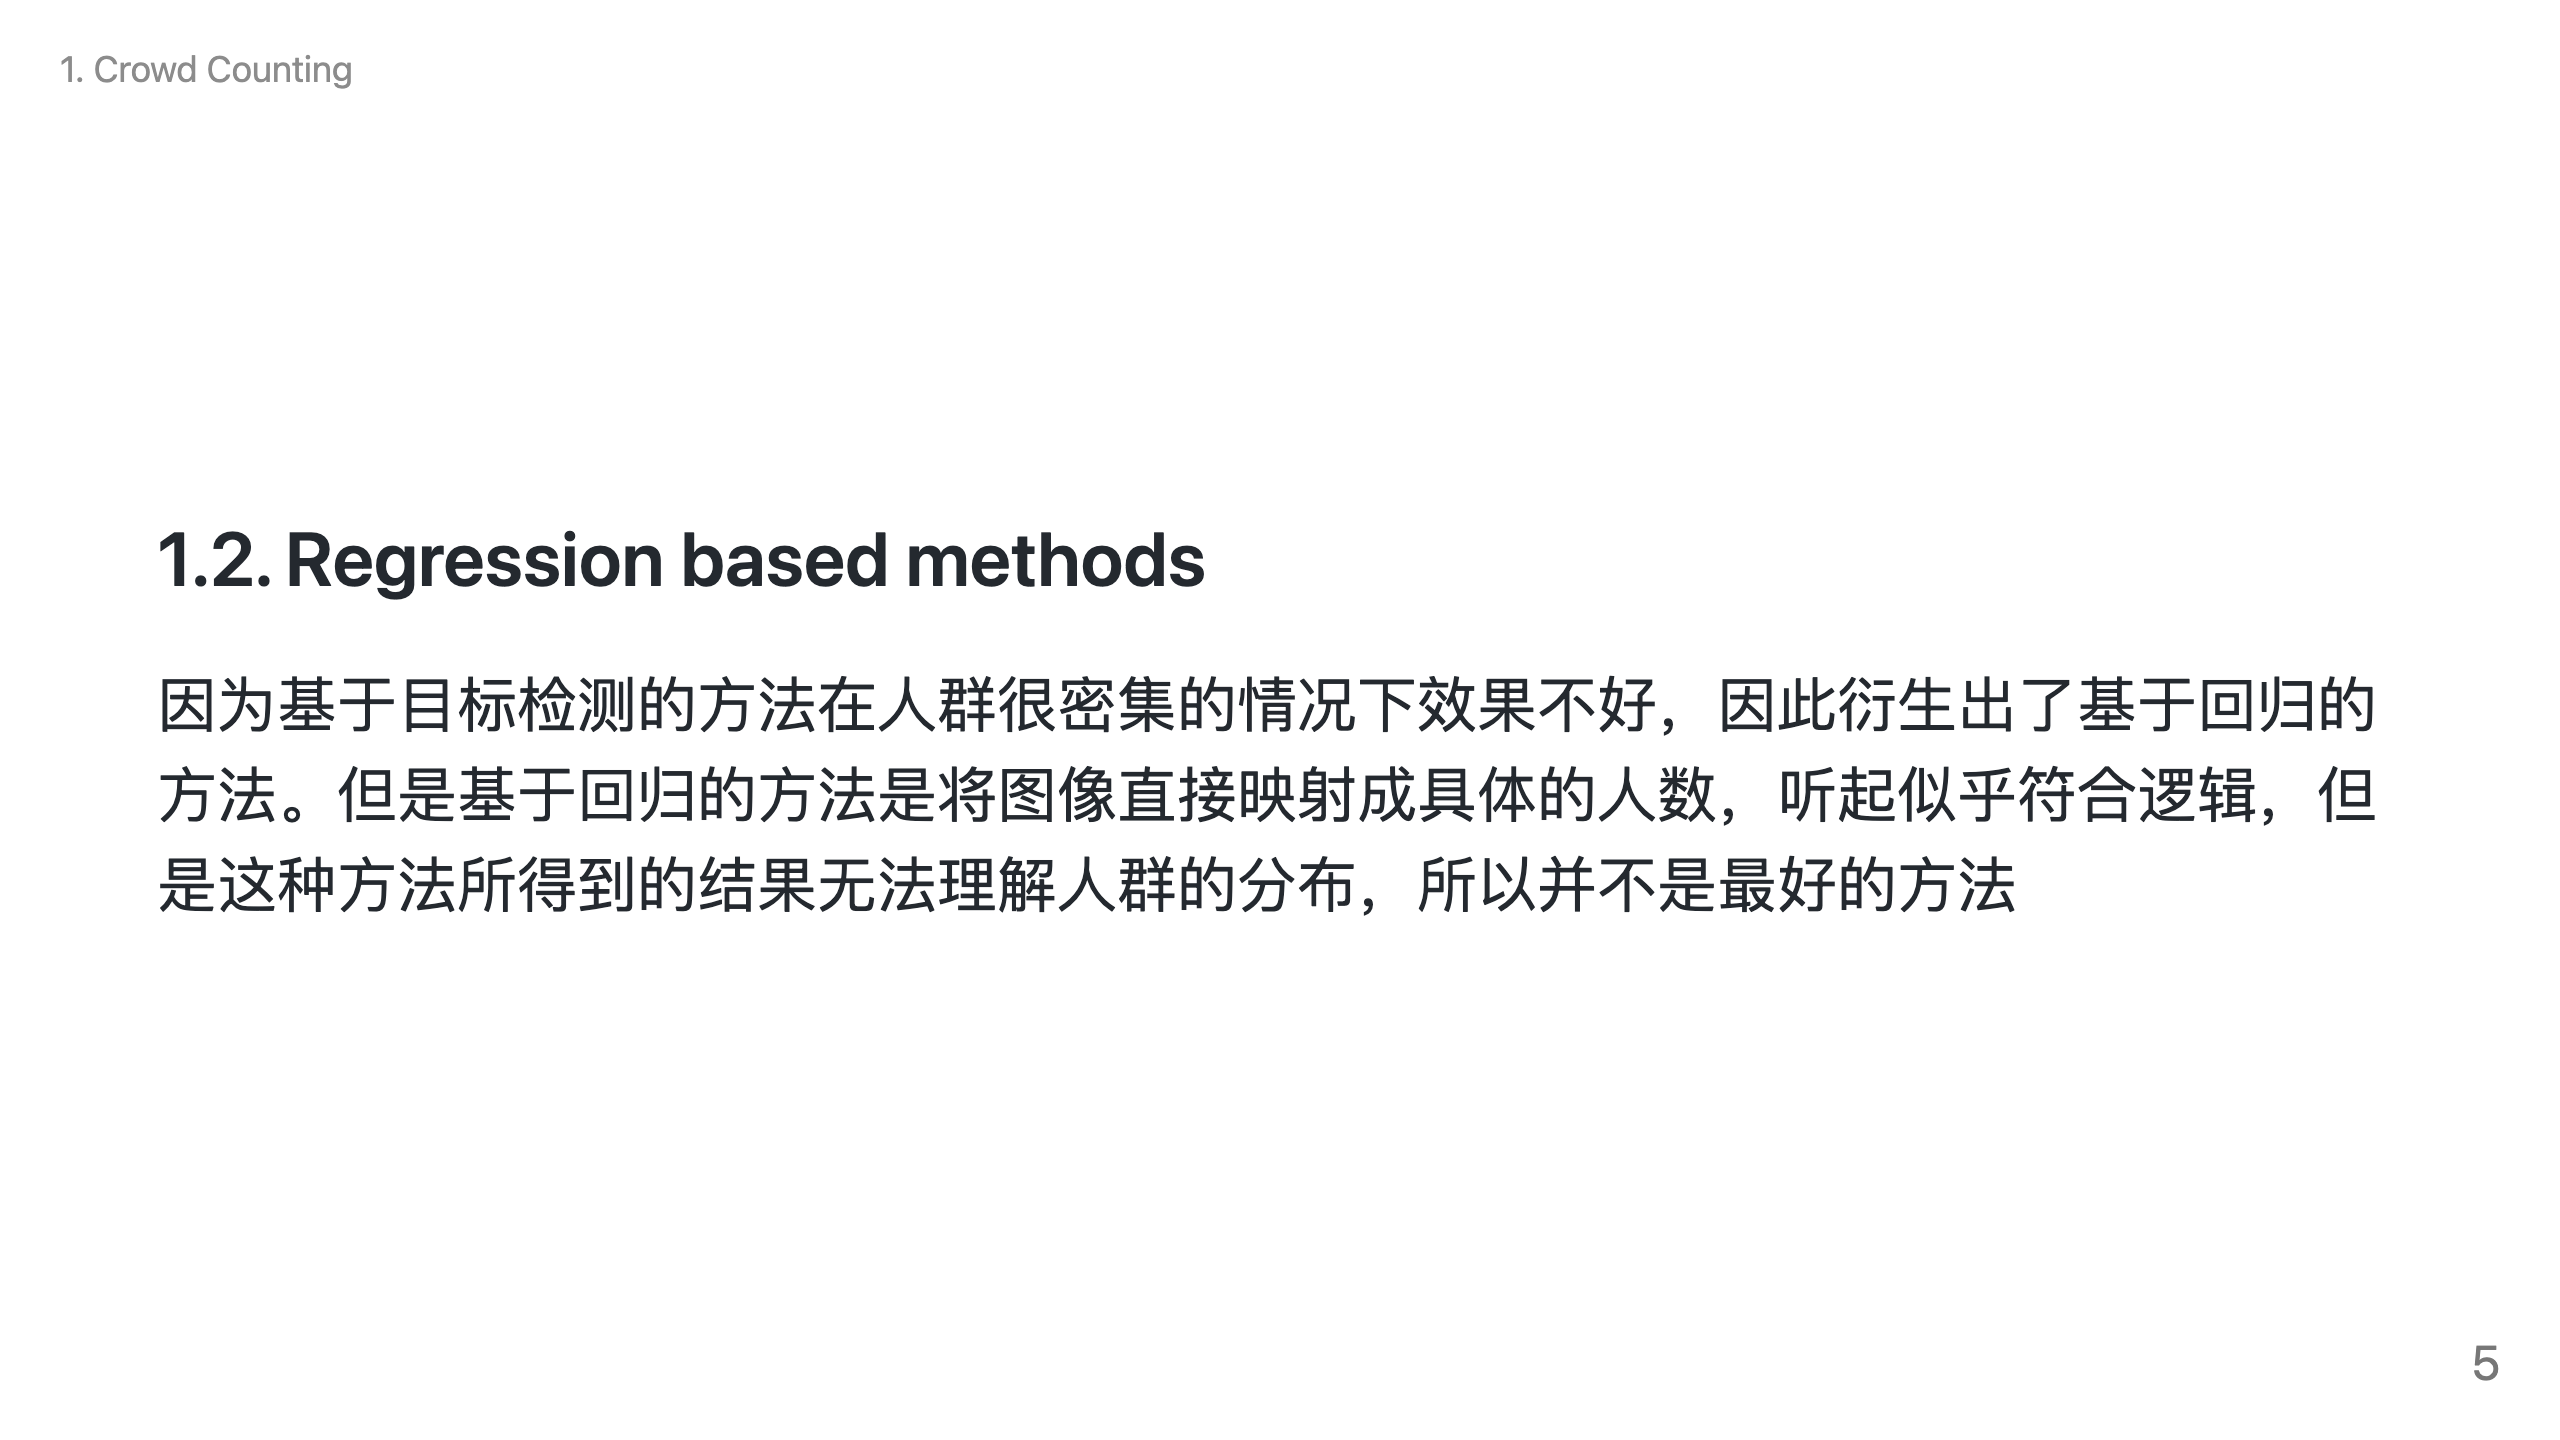 1. Crowd Counting
1.2. Regression based methods
因为基于目标检测的方法在人群很密集的情况下效果不好，因此衍生出了基于回归的
方法。但是基于回归的方法是将图像直接映射成具体的人数，听起似乎符合逻辑，但
是这种方法所得到的结果无法理解人群的分布，所以并不是最好的方法
5